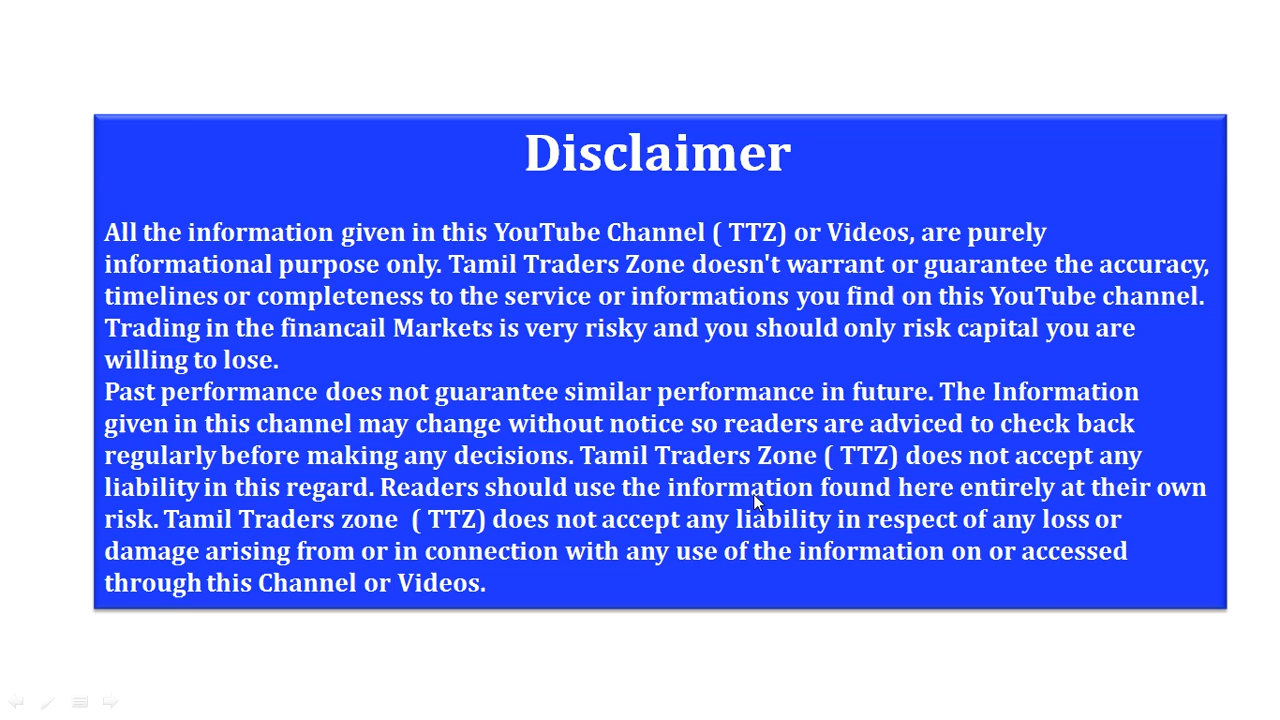 Disclaimer
All the information given in this YouTube Channel ( TTZ) or Videos, are purely
informational purpose only. Tamil Traders Zone doesn't warrant or guarantee the accuracy,
timelines or completeness to the service or informations you find on this YouTube channel.
Trading in the financail Markets is very risky and you should only risk capital you are
willing to lose.
Past performance does not guarantee similar performance in future. The Information
given in this channel may change without notice so readers are adviced to check back
regularly before making any decisions. Tamil Traders Zone ( TTZ) does not accept any
liability in this regard. Readers should use the information found here entirely at their own
risk. Tamil Traders zone  ( TTZ) does not accept any liability in respect of any loss or
damage arising from or in connection with any use of the information on or accessed
through this Channel or Videos.